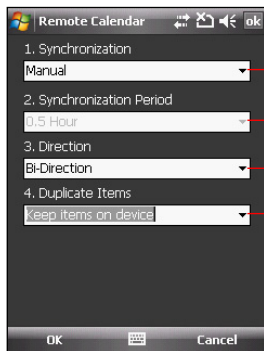 Remote Calendar ok
1. Synchronization
Manual
2. Synchronization Period
0.5 Hour
3. Direction
Bi-Direction
4. Duplicate Items
Keep items on device
OK Cancel